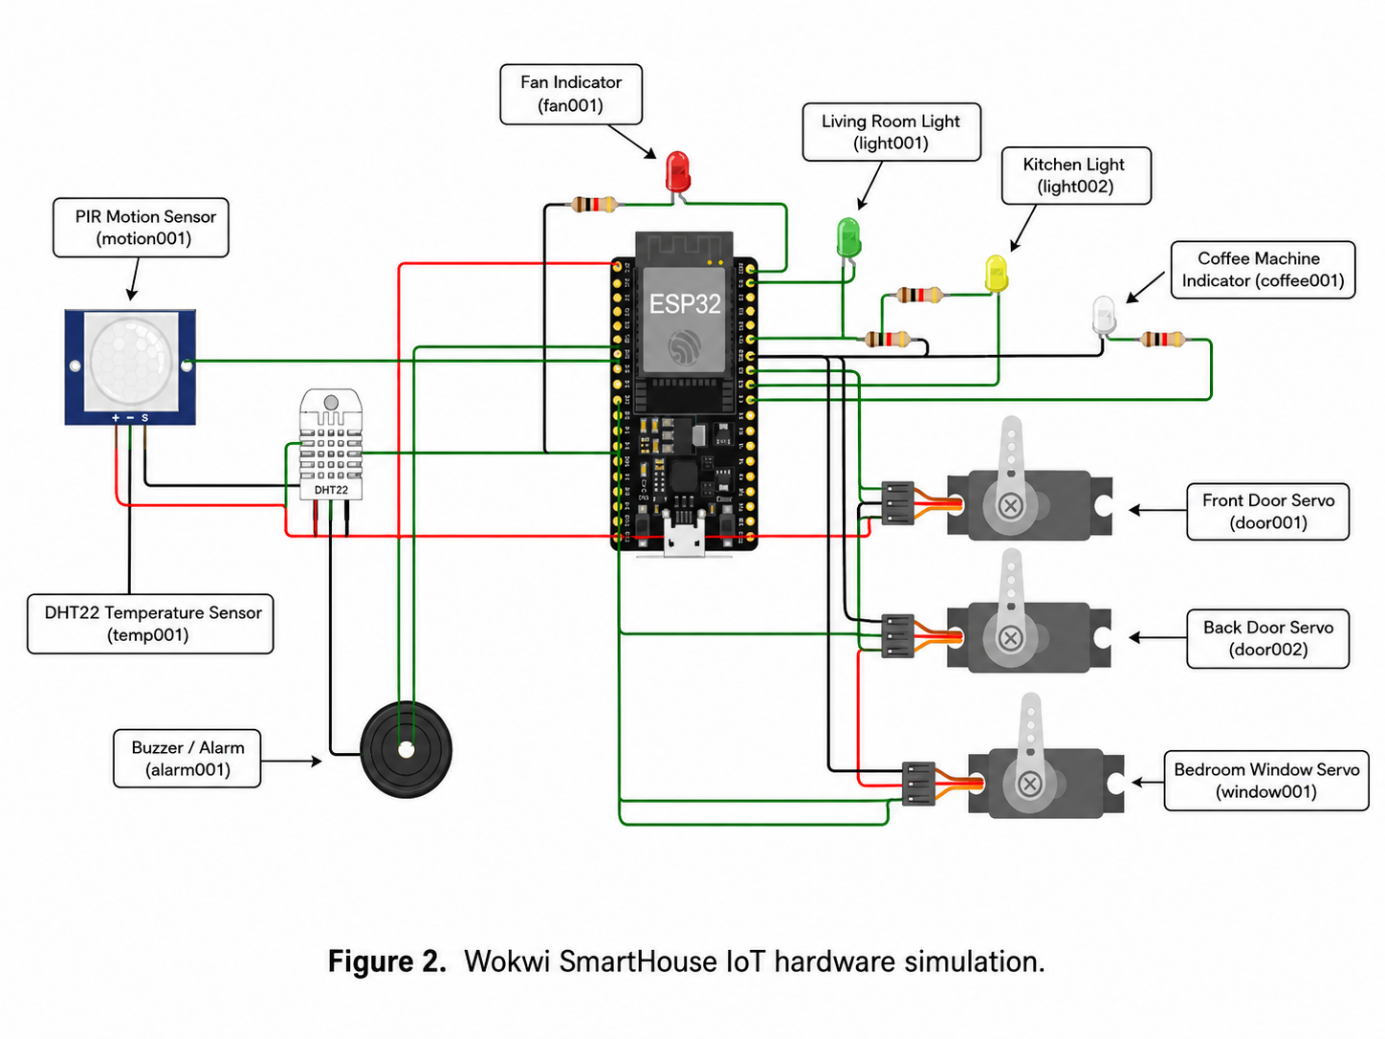 Fan Indicator
(fan001)
Living Room Light
(light001)
Kitchen Light
(light002)
PIR Motion Sensor
(motion001)
Coffee Machine
Indicator (coffee001)
ESP32
+ − S
DHT22
Front Door Servo
(door001)
DHT22 Temperature Sensor
(temp001)
Back Door Servo
(door002)
Buzzer / Alarm
(alarm001)
Bedroom Window Servo
(window001)
Figure 2. Wokwi SmartHouse IoT hardware simulation.